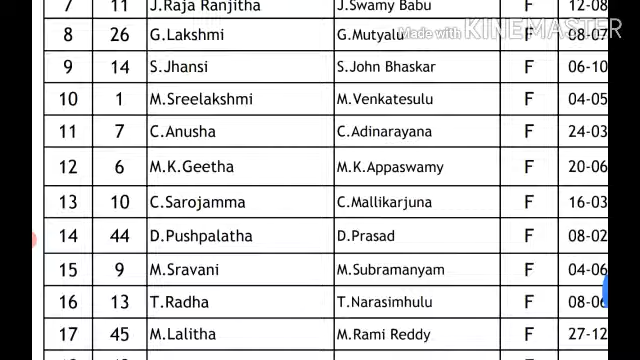 7 11 J.Raja Ranjitha J.Swamy Babu F 12-08
8 26 G.Lakshmi G.Mutyalu F 08-07
Made with KINEMASTER
9 14 S.Jhansi S.John Bhaskar F 06-10
10 1 M.Sreelakshmi M.Venkatesulu F 04-05
11 7 C.Anusha C.Adinarayana F 24-03
12 6 M.K.Geetha M.K.Appaswamy F 20-06
13 10 C.Sarojamma C.Mallikarjuna F 16-03
14 44 D.Pushpalatha D.Prasad F 08-02
15 9 M.Sravani M.Subramanyam F 04-06
16 13 T.Radha T.Narasimhulu F 08-06
17 45 M.Lalitha M.Rami Reddy F 27-12